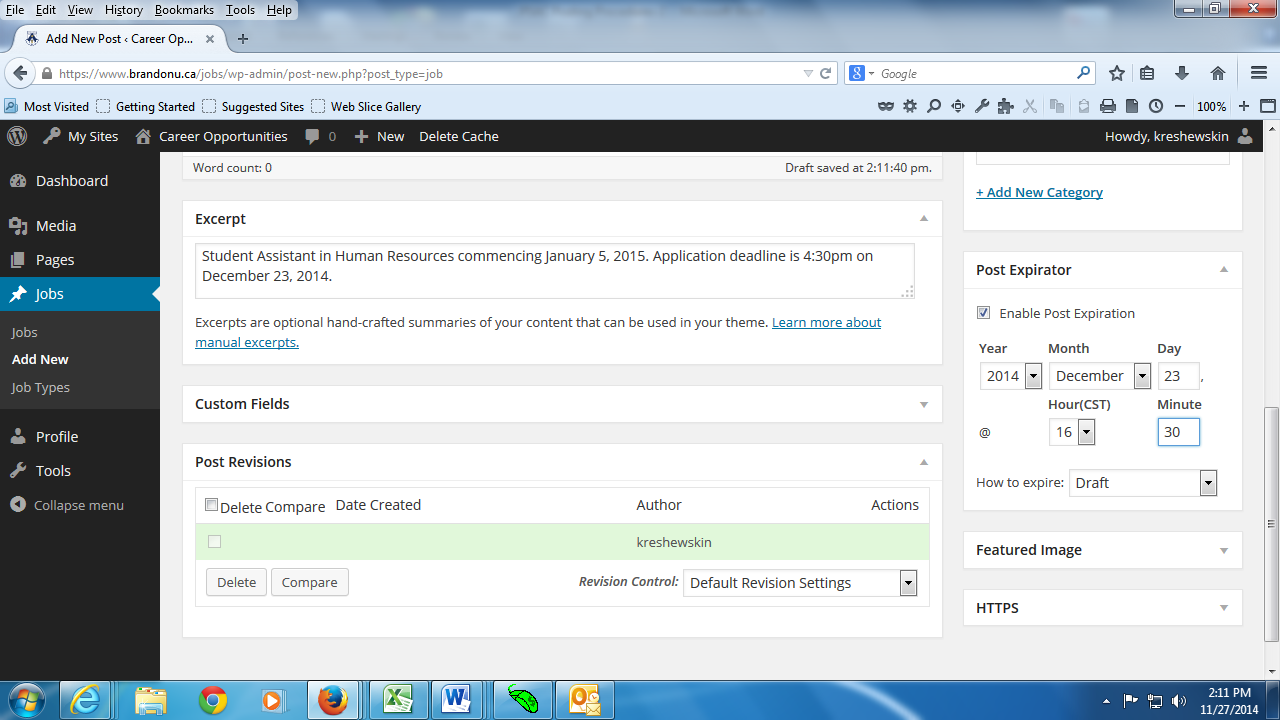 File Edit View History Bookmarks Tools Help
Add New Post ‹ Career Op...
https://www.brandonu.ca/jobs/wp-admin/post-new.php?post_type=job
Google
Most Visited Getting Started Suggested Sites Web Slice Gallery
100%
My Sites Career Opportunities 0 New Delete Cache Howdy, kreshewskin
Dashboard
Media
Pages
Jobs
Jobs
Add New
Job Types
Profile
Tools
Collapse menu
Word count: 0 Draft saved at 2:11:40 pm.
Excerpt
Student Assistant in Human Resources commencing January 5, 2015. Application deadline is 4:30pm on
December 23, 2014.
Excerpts are optional hand-crafted summaries of your content that can be used in your theme. Learn more about
manual excerpts.
Custom Fields
Post Revisions
Delete Compare Date Created Author Actions
kreshewskin
Delete Compare Revision Control: Default Revision Settings
+ Add New Category
Post Expirator
Enable Post Expiration
Year Month Day
2014 December 23 ,
Hour(CST) Minute
@ 16 30
How to expire: Draft
Featured Image
HTTPS
2:11 PM
11/27/2014